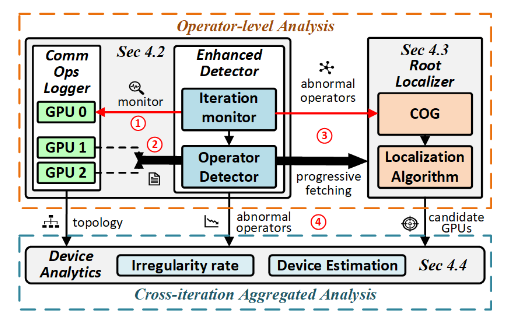 Operator-level Analysis
Comm
Ops
Logger
Sec 4.2
Enhanced
Detector
Sec 4.3
Root
Localizer
GPU 0
GPU 1
GPU 2
monitor
①
②
Iteration
monitor
Operator
Detector
abnormal
operators
③
progressive
fetching
COG
Localization
Algorithm
topology
abnormal
operators
④
candidate
GPUs
Device
Analytics
Irregularity rate
Device Estimation
Sec 4.4
Cross-iteration Aggregated Analysis